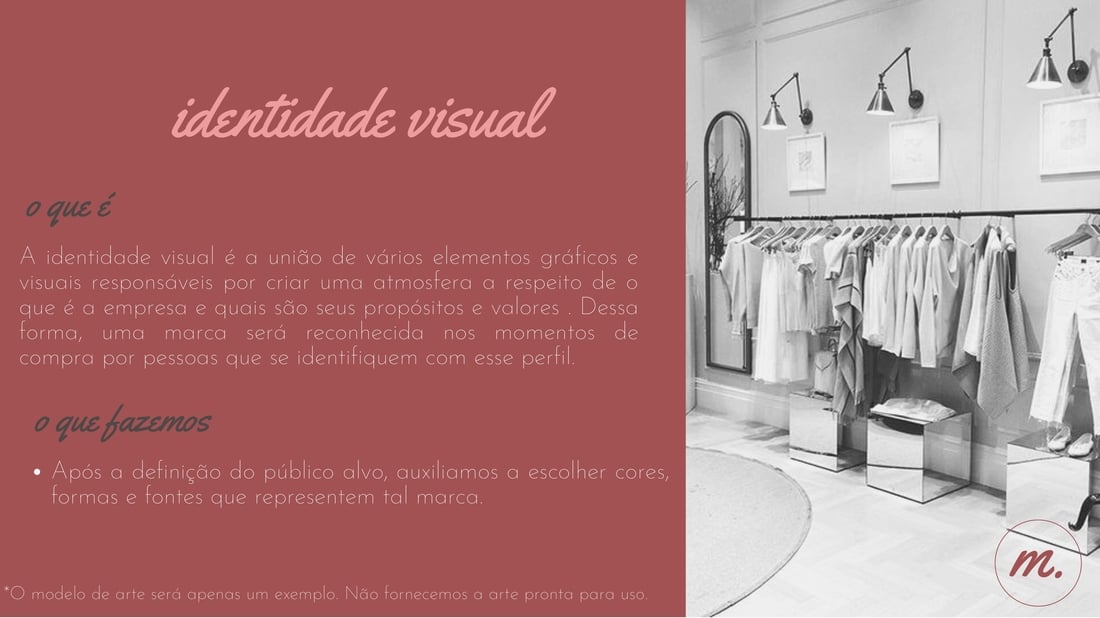 identidade visual
o que é
A identidade visual é a união de vários elementos gráficos e
visuais responsáveis por criar uma atmosfera a respeito de o
que é a empresa e quais são seus propósitos e valores . Dessa
forma, uma marca será reconhecida nos momentos de
compra por pessoas que se identifiquem com esse perfil.
o que fazemos
• Após a definição do público alvo, auxiliamos a escolher cores,
formas e fontes que representem tal marca.
*O modelo de arte será apenas um exemplo. Não fornecemos a arte pronta para uso.
m.